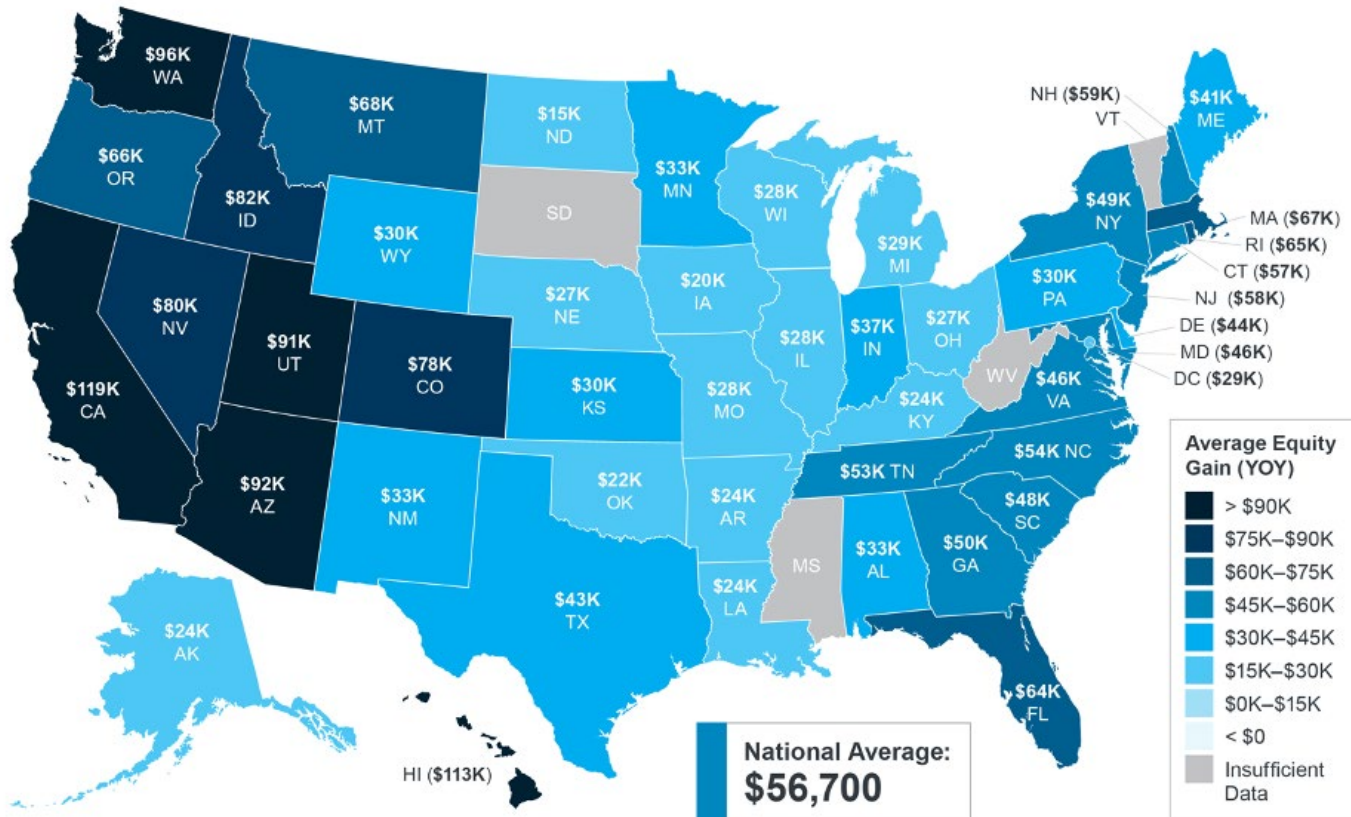 $96K
WA
$68K
MT
$15K
ND
$33K
MN
NH ($59K)
VT
$41K
ME
$66K
OR
$82K
ID
$28K
WI
$49K
NY
SD
$30K
WY
$29K
MI
MA ($67K)
RI ($65K)
CT ($57K)
NJ ($58K)
DE ($44K)
MD ($46K)
DC ($29K)
$20K
IA
$30K
PA
$27K
NE
$80K
NV
$91K
UT
$78K
CO
$28K
IL
$37K
IN
$27K
OH
WV
$46K
VA
$119K
CA
$30K
KS
$28K
MO
$24K
KY
$54K NC
$53K TN
$92K
AZ
$33K
NM
$22K
OK
$24K
AR
$48K
SC
MS
$33K
AL
$50K
GA
$24K
LA
$43K
TX
$24K
AK
HI ($113K)
$64K
FL
Average Equity
Gain (YOY)
> $90K
$75K–$90K
$60K–$75K
$45K–$60K
$30K–$45K
$15K–$30K
$0K–$15K
< $0
Insufficient
Data
National Average:
$56,700